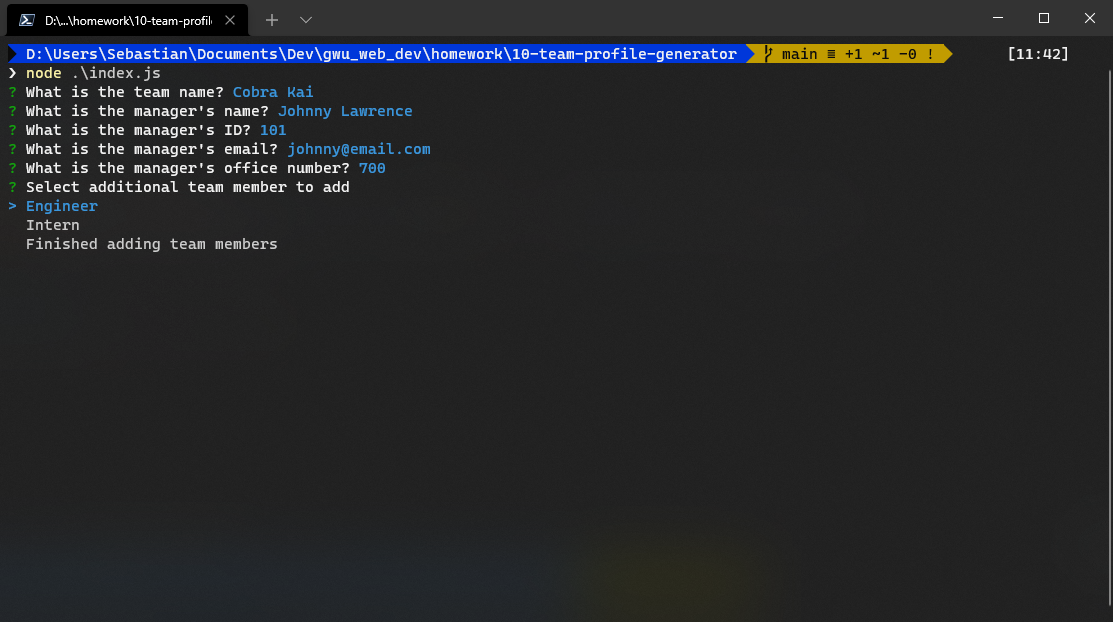 D:\...\homework\10-team-profil
D:\Users\Sebastian\Documents\Dev\gwu_web_dev\homework\10-team-profile-generator main ≡ +1 ~1 -0 ! [11:42]
❯ node .\index.js
? What is the team name? Cobra Kai
? What is the manager's name? Johnny Lawrence
? What is the manager's ID? 101
? What is the manager's email? johnny@email.com
? What is the manager's office number? 700
? Select additional team member to add
> Engineer
Intern
Finished adding team members